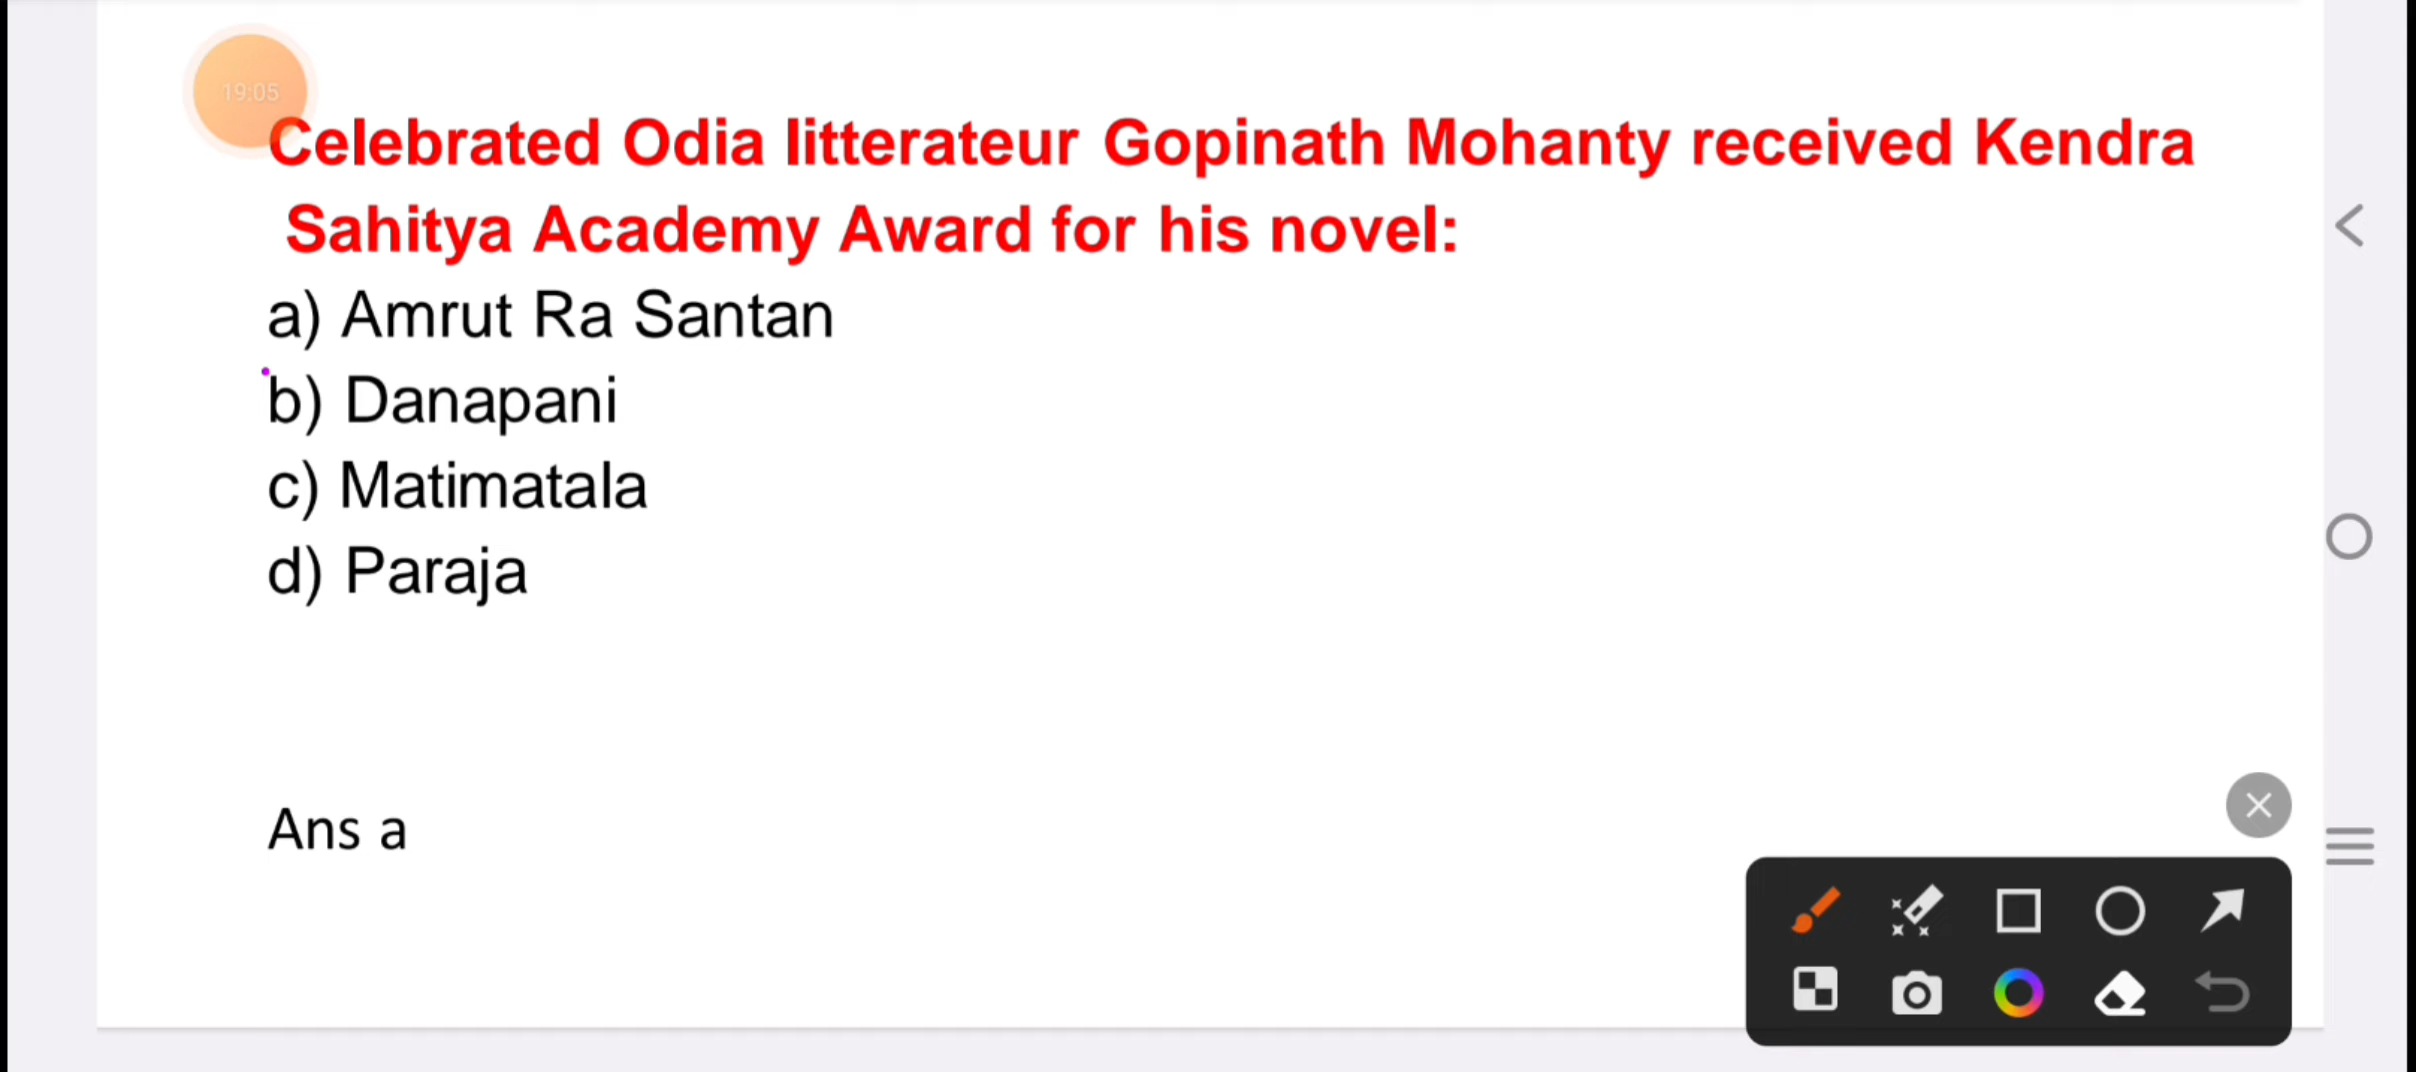 19:05
Celebrated Odia litterateur Gopinath Mohanty received Kendra
Sahitya Academy Award for his novel:
a) Amrut Ra Santan
b) Danapani
c) Matimatala
d) Paraja
Ans a